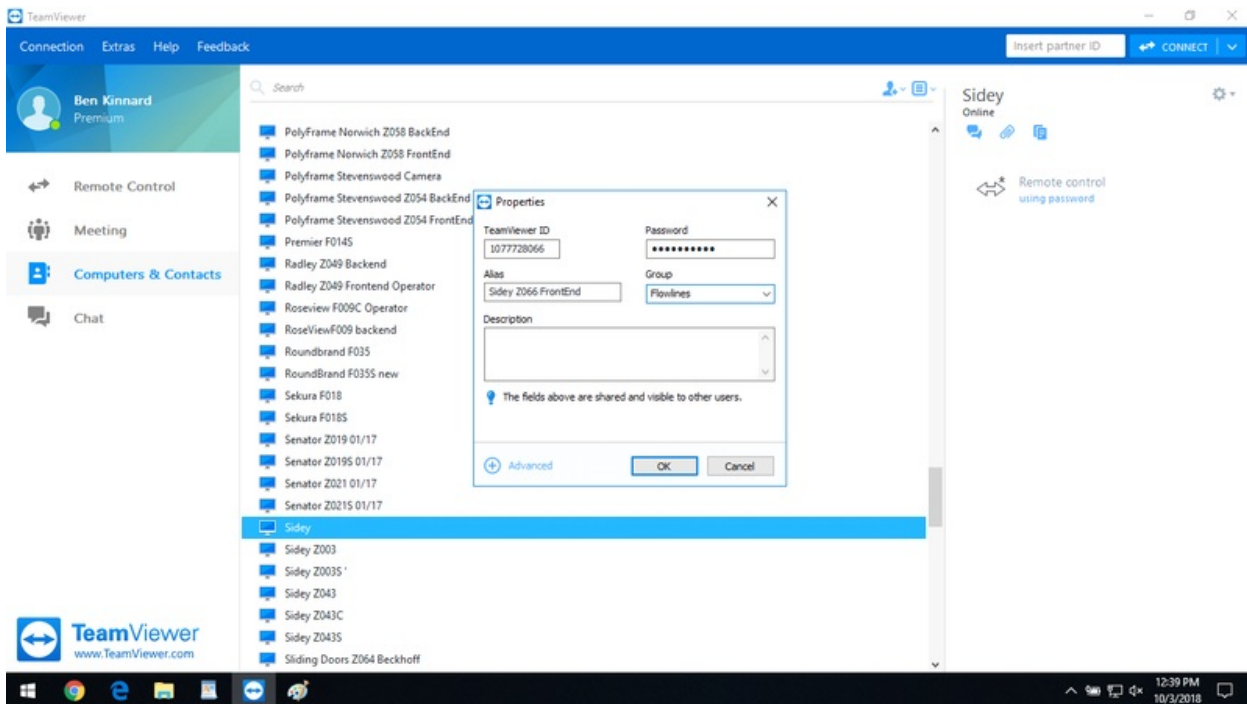 TeamViewer
Connection Extras Help Feedback
Insert partner ID
CONNECT
Ben Kinnard
Premium
Remote Control
Meeting
Computers & Contacts
Chat
TeamViewer
www.TeamViewer.com
Search
PolyFrame Norwich Z058 BackEnd
Polyframe Norwich Z058 FrontEnd
Polyframe Stevenswood Camera
Polyframe Stevenswood Z054 BackEnd
Polyframe Stevenswood Z054 FrontEnd
Premier F014S
Radley Z049 Backend
Radley Z049 Frontend Operator
Roseview F009C Operator
RoseViewF009 backend
Roundbrand F035
RoundBrand F035S new
Sekura F018
Sekura F018S
Senator Z019 01/17
Senator Z019S 01/17
Senator Z021 01/17
Senator Z021S 01/17
Sidey
Sidey Z003
Sidey Z003S '
Sidey Z043
Sidey Z043C
Sidey Z043S
Sliding Doors Z064 Beckhoff
Properties
TeamViewer ID
Password
1077728066
••••••••••
Alias
Group
Sidey Z066 FrontEnd
Flowlines
Description
The fields above are shared and visible to other users.
Advanced
OK
Cancel
Sidey
Online
Remote control
using password
12:39 PM
10/3/2018